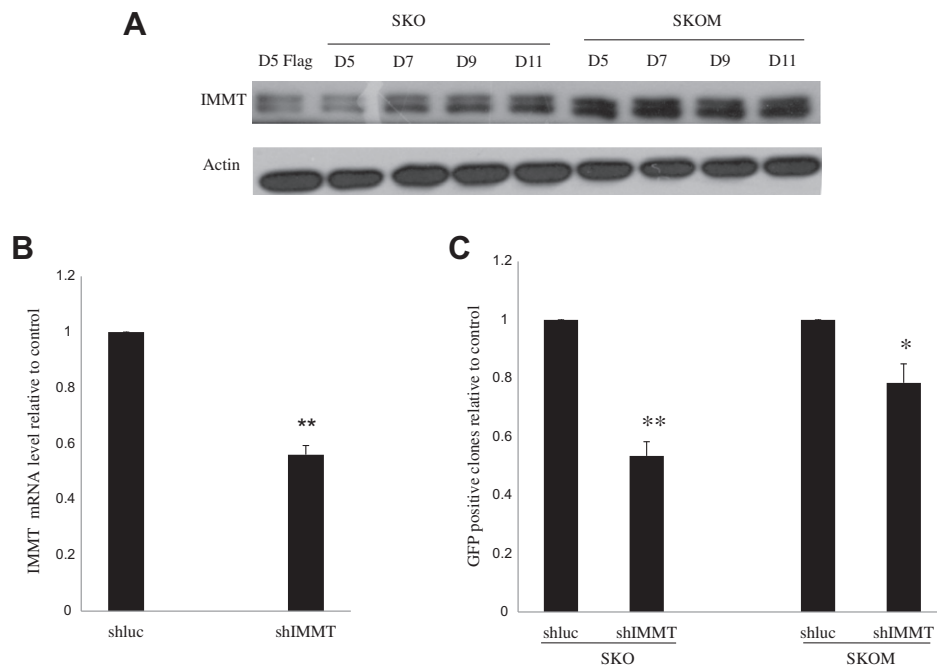 A
SKO
SKOM
D5 Flag D5 D7 D9 D11 D5 D7 D9 D11
IMMT
Actin
B
IMMT mRNA level relative to control
1.2
1
0.8
0.6
0.4
0.2
0
**
shluc shIMMT
C
GFP positive clones relative to control
1.2
1
0.8
0.6
0.4
0.2
0
**
*
shluc shIMMT shluc shIMMT
SKO SKOM